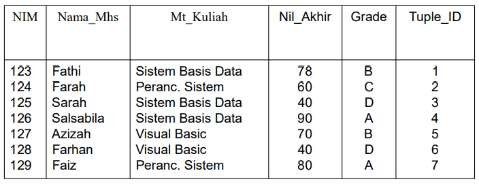 NIM Nama_Mhs Mt_Kuliah Nil_Akhir Grade Tuple_ID
123 Fathi Sistem Basis Data 78 B 1
124 Farah Peranc. Sistem 60 C 2
125 Sarah Sistem Basis Data 40 D 3
126 Salsabila Sistem Basis Data 90 A 4
127 Azizah Visual Basic 70 B 5
128 Farhan Visual Basic 40 D 6
129 Faiz Peranc. Sistem 80 A 7